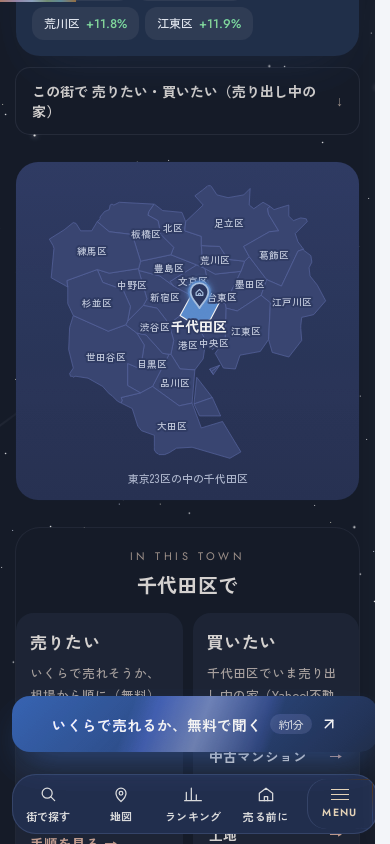 荒川区 +11.8%
江東区 +11.9%
この街で 売りたい・買いたい（売り出し中の
家）
↓
足立区
北区
板橋区
練馬区
葛飾区
荒川区
豊島区
文京区
中野区
墨田区
新宿区
台東区
杉並区
江戸川区
渋谷区
千代田区
江東区
港区
中央区
世田谷区
目黒区
品川区
大田区
東京23区の中の千代田区
IN THIS TOWN
千代田区で
売りたい
いくらで売れそうか、
相場から順に（無料）
買いたい
千代田区でいま売り出
し中の家（Yahoo!不動
いくらで売れるか、無料で聞く 約1分
中古マンション →
街で探す
地図
ランキング
売る前に
MENU
手順を見る →
土地 →